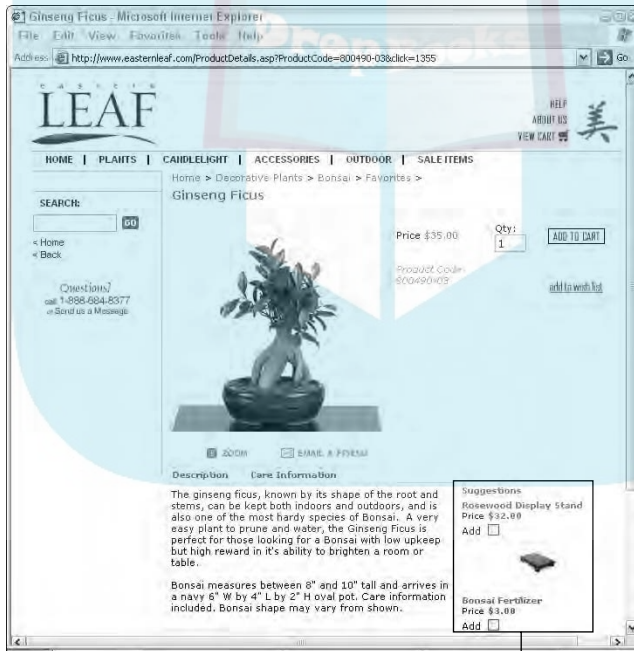 Ginseng Ficus - Microsoft Internet Explorer
File Edit View Favorites Tools Help
Address http://www.easternleaf.com/ProductDetails.asp?ProductCode=800490-03&click=1355 Go
EASTERN
LEAF
HELP
ABOUT US
VIEW CART
美
HOME | PLANTS | CANDLELIGHT | ACCESSORIES | OUTDOOR | SALE ITEMS
Home > Decorative Plants > Bonsai > Favorites >
Ginseng Ficus
SEARCH:
GO
< Home
< Back
Questions?
call 1-888-684-8377
or Send us a Message
Price $35.00
Qty:
1
ADD TO CART
Product Code:
800490-03
add to wish list
ZOOM EMAIL A FRIEND
Description Care Information
The ginseng ficus, known by its shape of the root and
stems, can be kept both indoors and outdoors, and is
also one of the most hardy species of Bonsai. A very
easy plant to prune and water, the Ginseng Ficus is
perfect for those looking for a Bonsai with low upkeep
but high reward in it's ability to brighten a room or
table.
Bonsai measures between 8" and 10" tall and arrives in
a navy 6" W by 4" L by 2" H oval pot. Care information
included. Bonsai shape may vary from shown.
Suggestions
Rosewood Display Stand
Price $32.00
Add
Bonsai Fertilizer
Price $3.00
Add